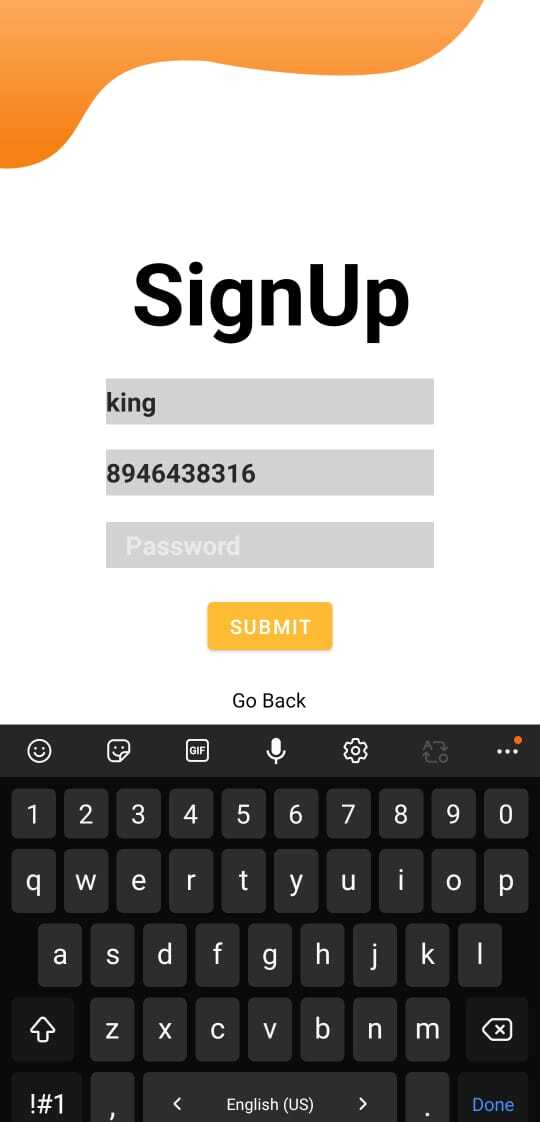 SignUp
king
8946438316
Password
SUBMIT
Go Back
GIF
1 2 3 4 5 6 7 8 9 0
q w e r t y u i o p
a s d f g h j k l
z x c v b n m
!#1 , < English (US) > . Done